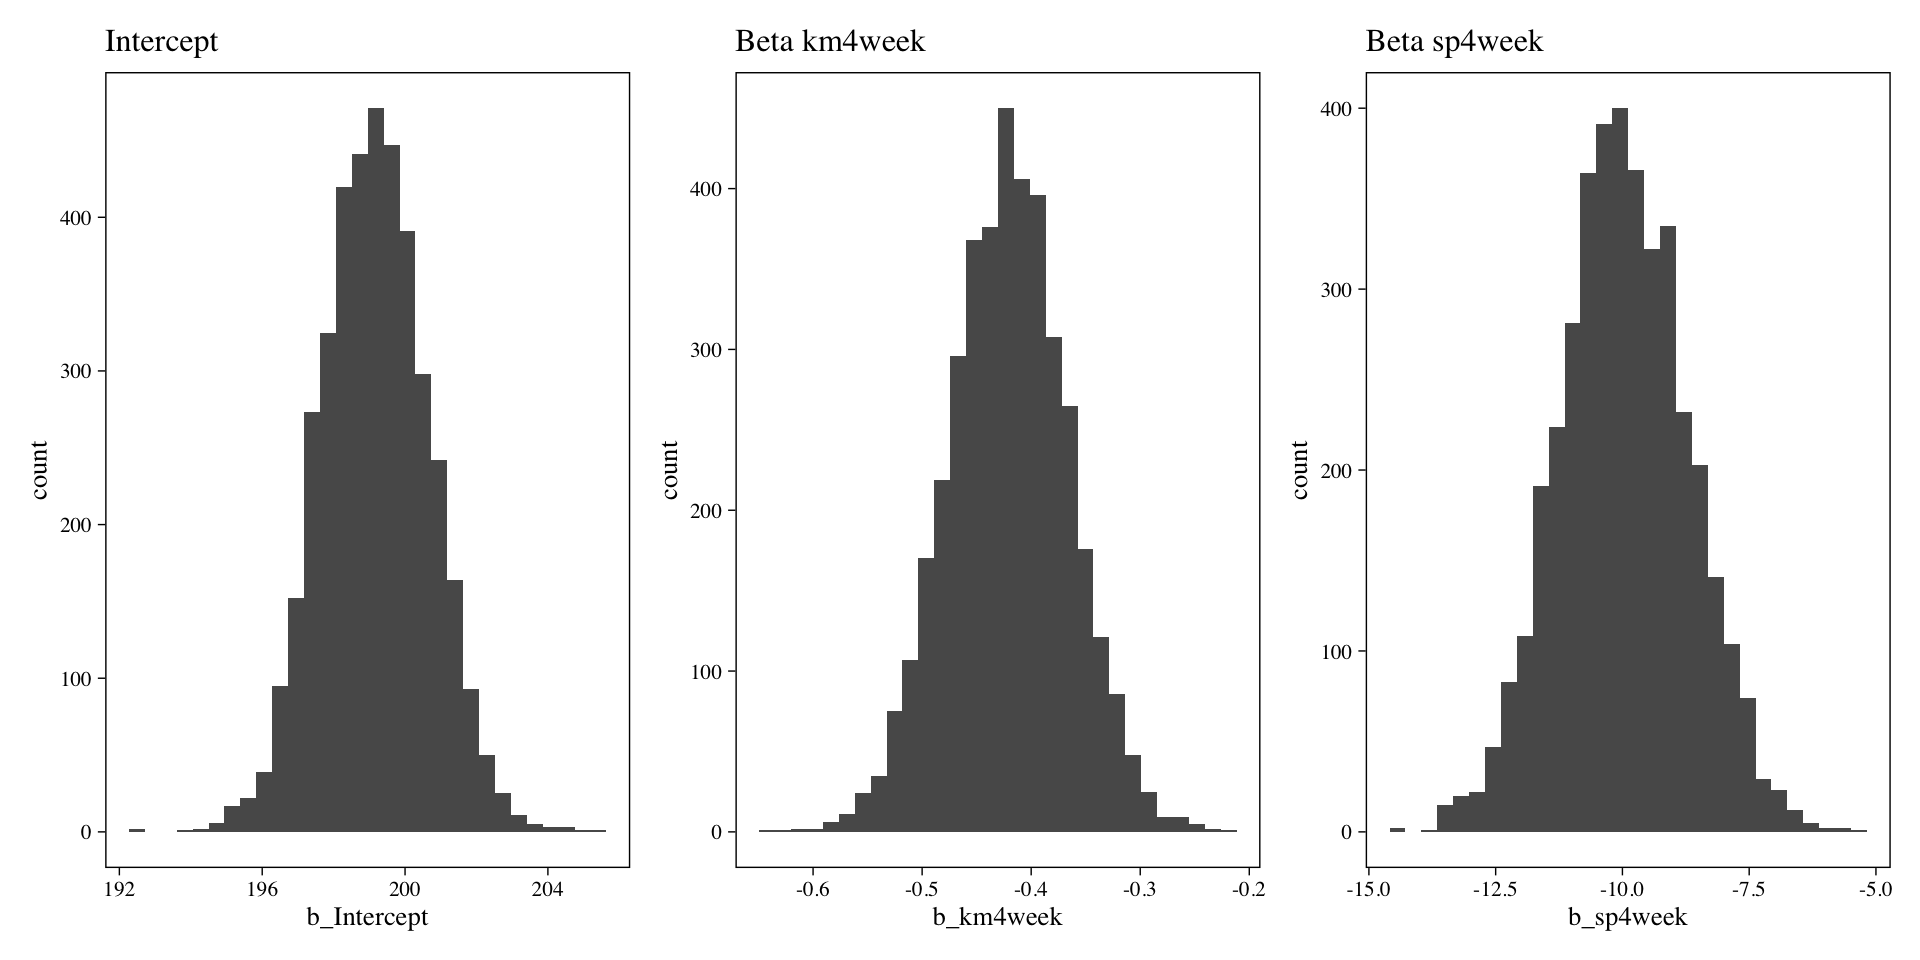 Intercept
count
400
300
200
100
0
192 196 200 204
b_Intercept
Beta km4week
count
400
300
200
100
0
-0.6 -0.5 -0.4 -0.3 -0.2
b_km4week
Beta sp4week
count
400
300
200
100
0
-15.0 -12.5 -10.0 -7.5 -5.0
b_sp4week